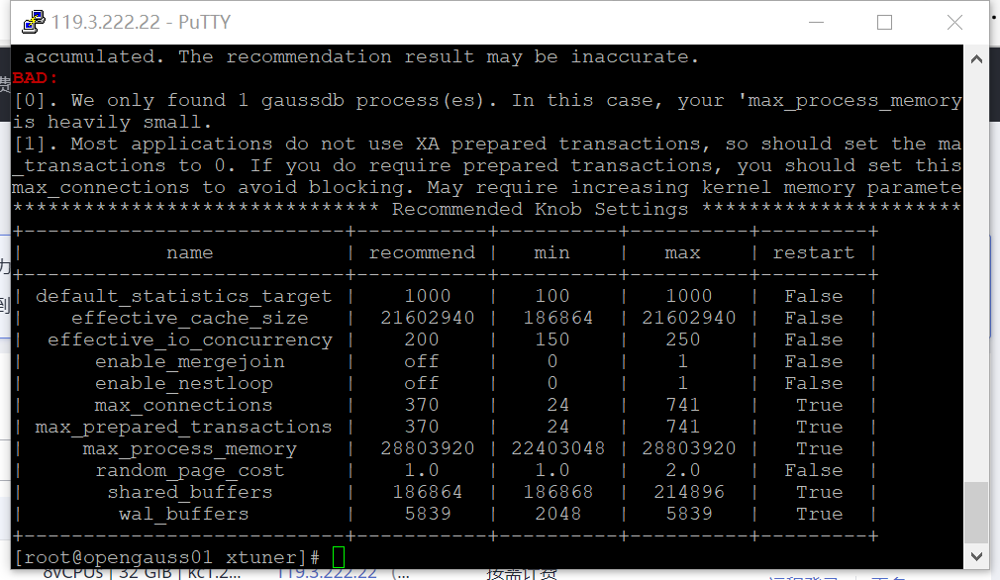 119.3.222.22 - PuTTY
accumulated. The recommendation result may be inaccurate.
BAD:
[0]. We only found 1 gaussdb process(es). In this case, your 'max_process_memory
is heavily small.
[1]. Most applications do not use XA prepared transactions, so should set the ma
_transactions to 0. If you do require prepared transactions, you should set this
max_connections to avoid blocking. May require increasing kernel memory paramete
******************************* Recommended Knob Settings **********************
+---------------------------+-----------+----------+----------+---------+
| name | recommend | min | max | restart |
+---------------------------+-----------+----------+----------+---------+
| default_statistics_target | 1000 | 100 | 1000 | False |
| effective_cache_size | 21602940 | 186864 | 21602940 | False |
| effective_io_concurrency | 200 | 150 | 250 | False |
| enable_mergejoin | off | 0 | 1 | False |
| enable_nestloop | off | 0 | 1 | False |
| max_connections | 370 | 24 | 741 | True |
| max_prepared_transactions | 370 | 24 | 741 | True |
| max_process_memory | 28803920 | 22403048 | 28803920 | True |
| random_page_cost | 1.0 | 1.0 | 2.0 | False |
| shared_buffers | 186864 | 186868 | 214896 | True |
| wal_buffers | 5839 | 2048 | 5839 | True |
+---------------------------+-----------+----------+----------+---------+
[root@opengauss01 xtuner]#
8vCPUs | 32 GiB | kc1.2... 119.3.222.22 (... 按需计费